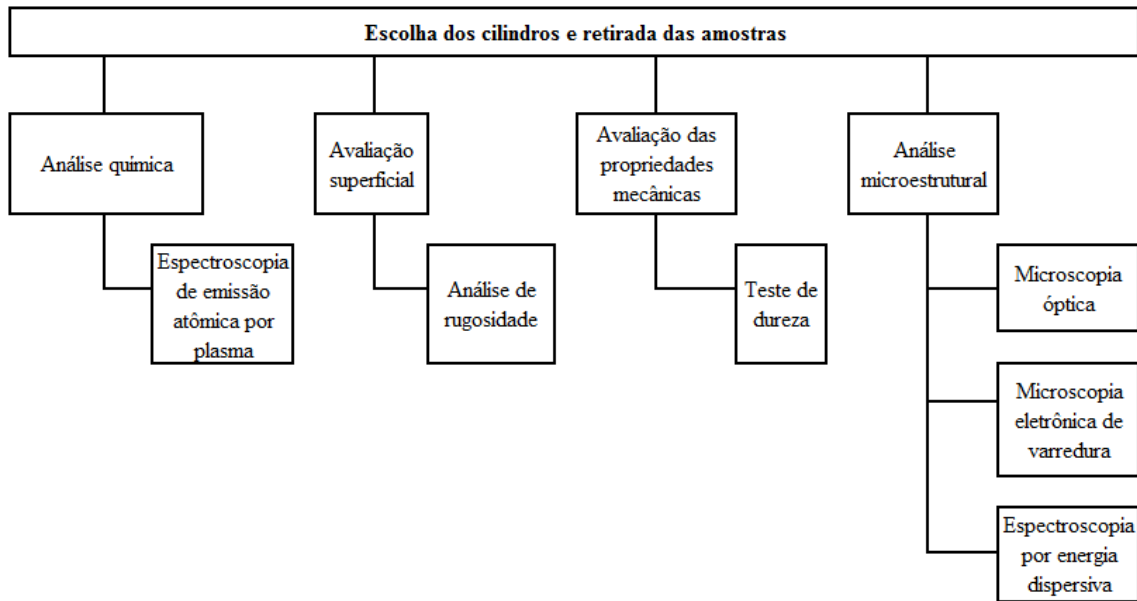 Escolha dos cilindros e retirada das amostras
Análise química
Avaliação
superficial
Avaliação das
propriedades
mecânicas
Análise
microestrutural
Espectroscopia
de emissão
atômica por
plasma
Análise de
rugosidade
Teste de
dureza
Microscopia
óptica
Microscopia
eletrônica de
varredura
Espectroscopia
por energia
dispersiva